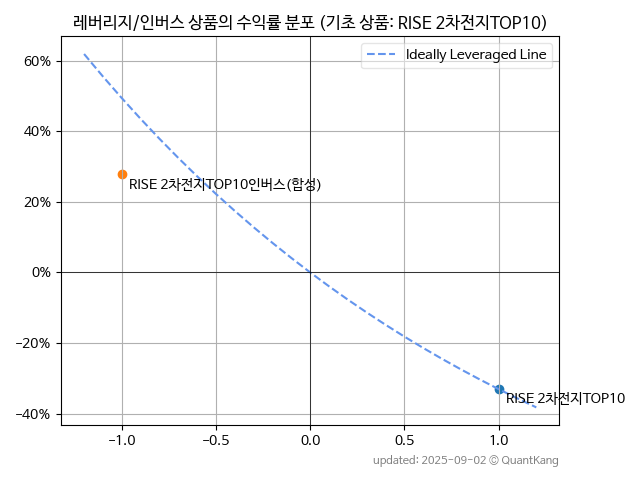 레버리지/인버스 상품의 수익률 분포 (기초 상품: RISE 2차전지TOP10)
Ideally Leveraged Line
60%
40%
20%
0%
−20%
−40%
RISE 2차전지TOP10인버스(합성)
RISE 2차전지TOP10
−1.0 −0.5 0.0 0.5 1.0
updated: 2025-09-02 © QuantKang